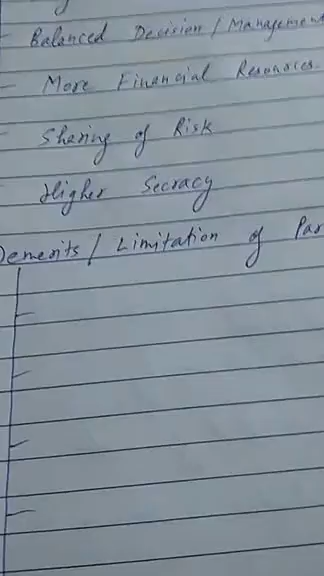 - Balanced Decision / Management
- More Financial Resources.
- Sharing of Risk
- Higher Secracy
Demerits / Limitation of Par